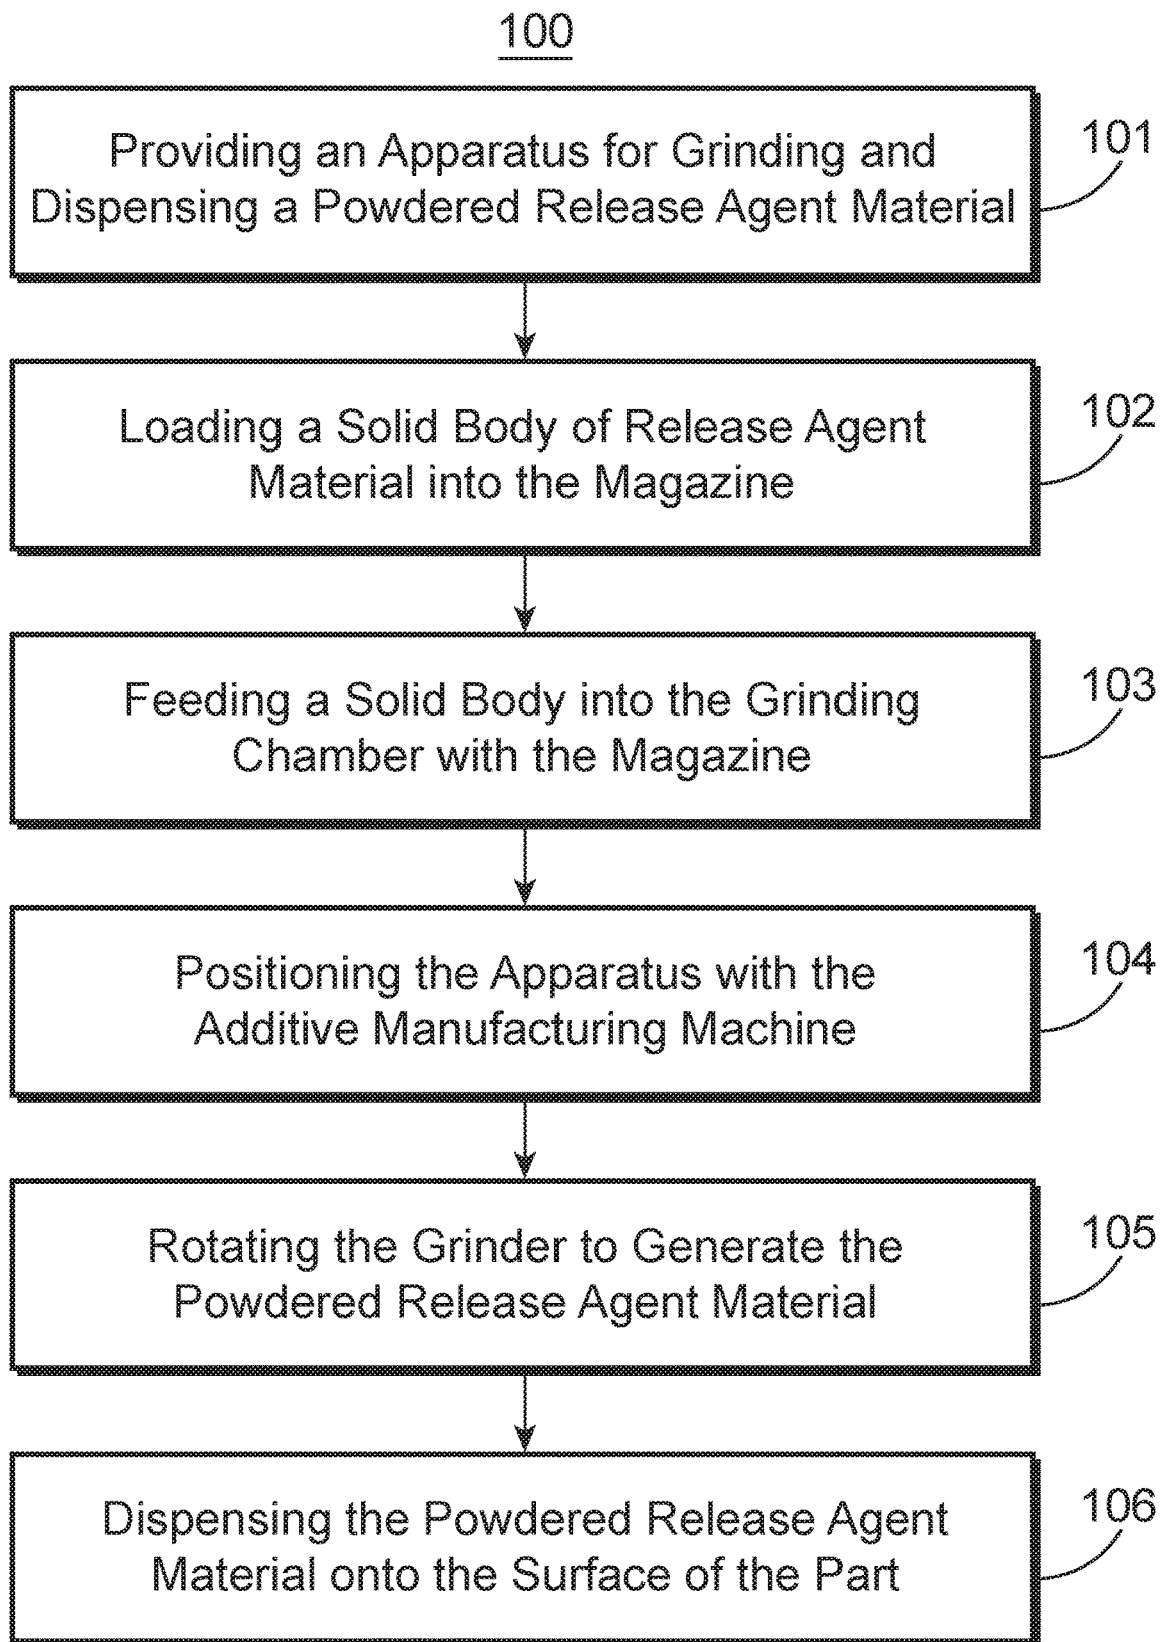 100
Providing an Apparatus for Grinding and
Dispensing a Powdered Release Agent Material
101
Loading a Solid Body of Release Agent
Material into the Magazine
102
Feeding a Solid Body into the Grinding
Chamber with the Magazine
103
Positioning the Apparatus with the
Additive Manufacturing Machine
104
Rotating the Grinder to Generate the
Powdered Release Agent Material
105
Dispensing the Powdered Release Agent
Material onto the Surface of the Part
106